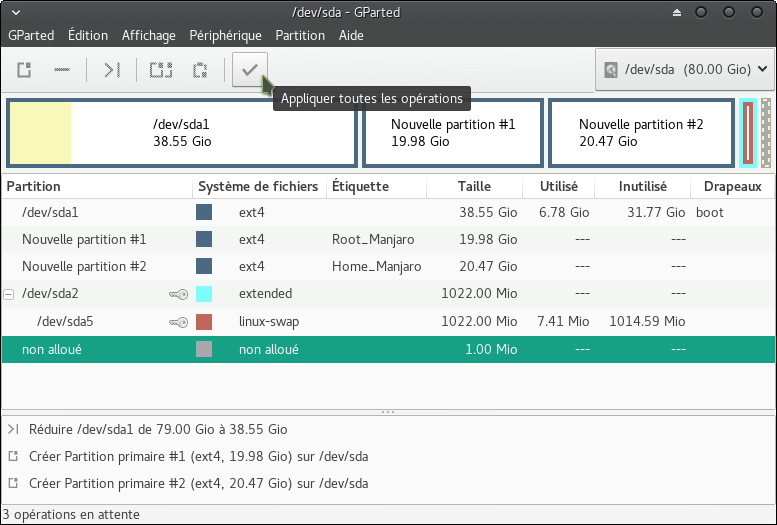 /dev/sda - GParted
GParted Édition Affichage Périphérique Partition Aide
/dev/sda (80.00 Gio)
Appliquer toutes les opérations
/dev/sda1
38.55 Gio
Nouvelle partition #1
19.98 Gio
Nouvelle partition #2
20.47 Gio
Partition Système de fichiers Étiquette Taille Utilisé Inutilisé Drapeaux
/dev/sda1 ext4 38.55 Gio 6.78 Gio 31.77 Gio boot
Nouvelle partition #1 ext4 Root_Manjaro 19.98 Gio --- ---
Nouvelle partition #2 ext4 Home_Manjaro 20.47 Gio --- ---
/dev/sda2 extended 1022.00 Mio --- ---
/dev/sda5 linux-swap 1022.00 Mio 7.41 Mio 1014.59 Mio
non alloué non alloué 1.00 Mio --- ---
Réduire /dev/sda1 de 79.00 Gio à 38.55 Gio
Créer Partition primaire #1 (ext4, 19.98 Gio) sur /dev/sda
Créer Partition primaire #2 (ext4, 20.47 Gio) sur /dev/sda
3 opérations en attente